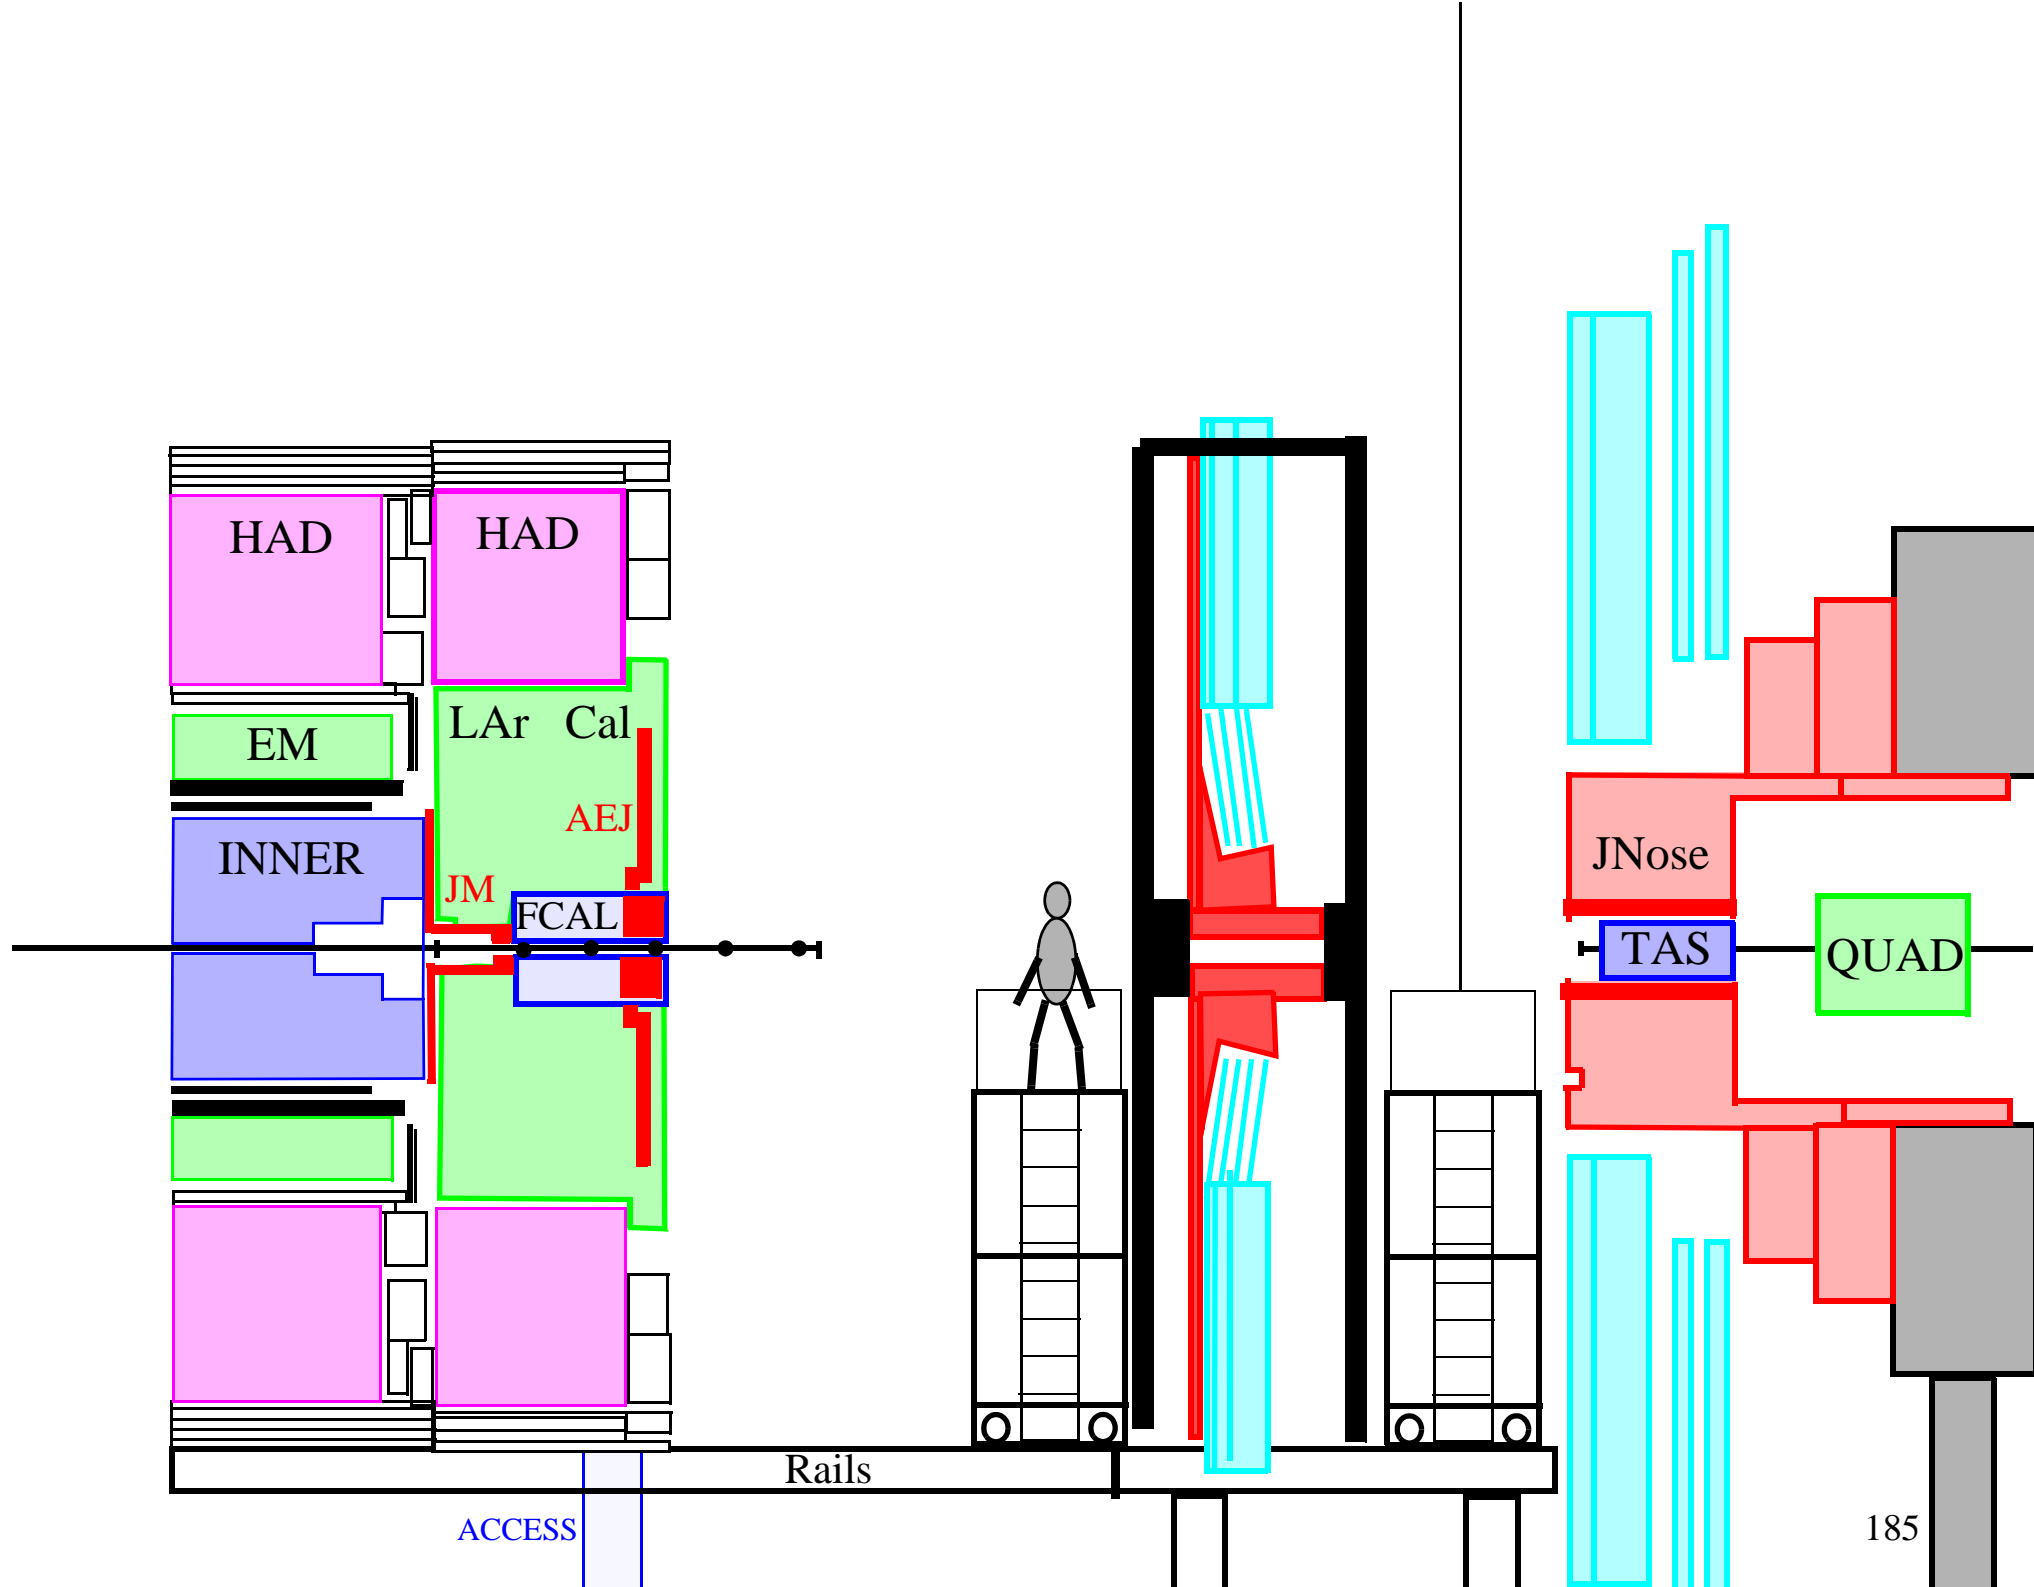 HAD
HAD
LAr Cal
EM
AEJ
INNER
JNose
JM
FCAL
TAS
QUAD
Rails
ACCESS
185